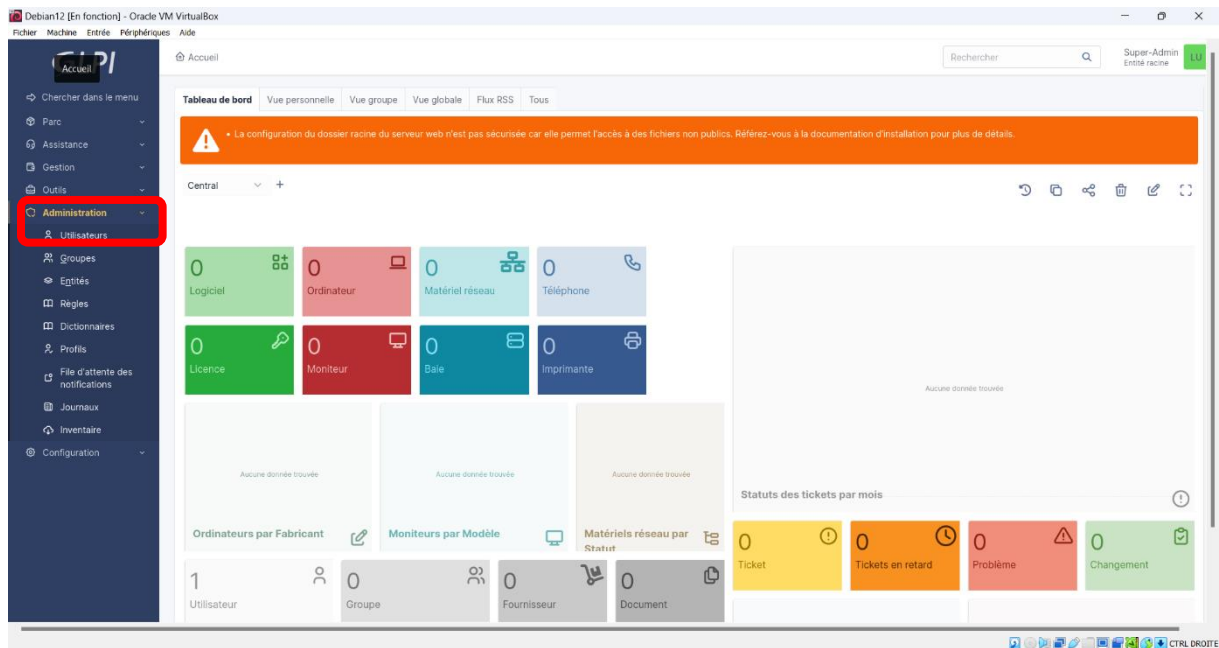 Debian12 [En fonction] - Oracle VM VirtualBox
Fichier Machine Entrée Périphériques Aide
GLPI
Accueil
Accueil
Rechercher
Super-Admin
Entité racine
LU
Chercher dans le menu
Parc
Assistance
Gestion
Outils
Administration
Utilisateurs
Groupes
Entités
Règles
Dictionnaires
Profils
File d'attente des
notifications
Journaux
Inventaire
Configuration
Tableau de bord Vue personnelle Vue groupe Vue globale Flux RSS Tous
• La configuration du dossier racine du serveur web n'est pas sécurisée car elle permet l'accès à des fichiers non publics. Référez-vous à la documentation d'installation pour plus de détails.
Central
0 0 0 0
Logiciel Ordinateur Matériel réseau Téléphone
0 0 0 0
Licence Moniteur Baie Imprimante
Aucune donnée trouvée
Aucune donnée trouvée Aucune donnée trouvée Aucune donnée trouvée
Statuts des tickets par mois
Ordinateurs par Fabricant Moniteurs par Modèle Matériels réseau par
Statut
0 0 0 0
Ticket Tickets en retard Problème Changement
1 0 0 0
Utilisateur Groupe Fournisseur Document
CTRL DROITE